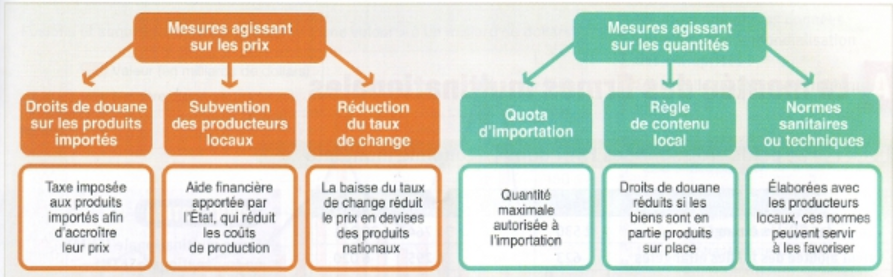 Mesures agissant
sur les prix
Droits de douane
sur les produits
importés
Subvention
des producteurs
locaux
Réduction
du taux
de change
Taxe imposée
aux produits
importés afin
d'accroître
leur prix
Aide financière
apportée par
l'État, qui réduit
les coûts
de production
La baisse du taux
de change réduit
le prix en devises
des produits
nationaux
Mesures agissant
sur les quantités
Quota
d'importation
Règle
de contenu
local
Normes
sanitaires
ou techniques
Quantité
maximale
autorisée à
l'importation
Droits de douane
réduits si les
biens sont en
partie produits
sur place
Élaborées avec
les producteurs
locaux, ces normes
peuvent servir
à les favoriser